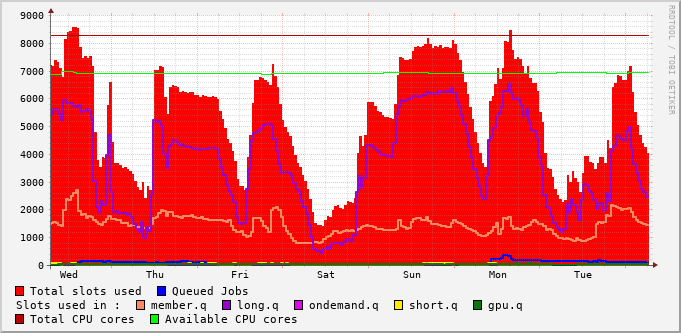 9000
8000
7000
6000
5000
4000
3000
2000
1000
0
Wed Thu Fri Sat Sun Mon Tue
RRDTOOL / TOBI OETIKER
Total slots used Queued Jobs
Slots used in : member.q long.q ondemand.q short.q gpu.q
Total CPU cores Available CPU cores